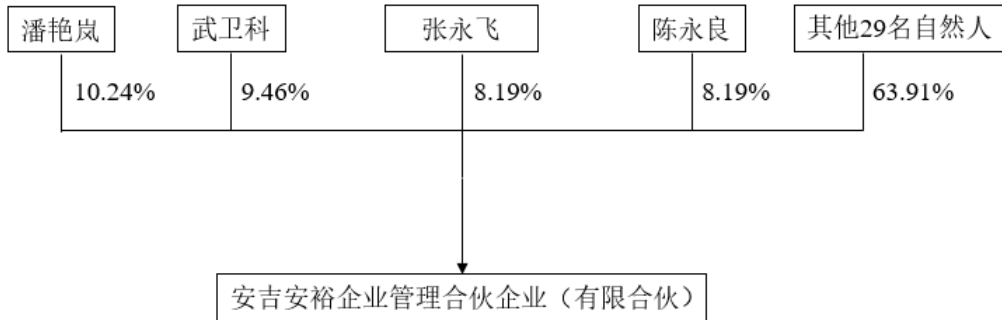 潘艳岚
武卫科
张永飞
陈永良
其他29名自然人
10.24%
9.46%
8.19%
8.19%
63.91%
安吉安裕企业管理合伙企业（有限合伙）